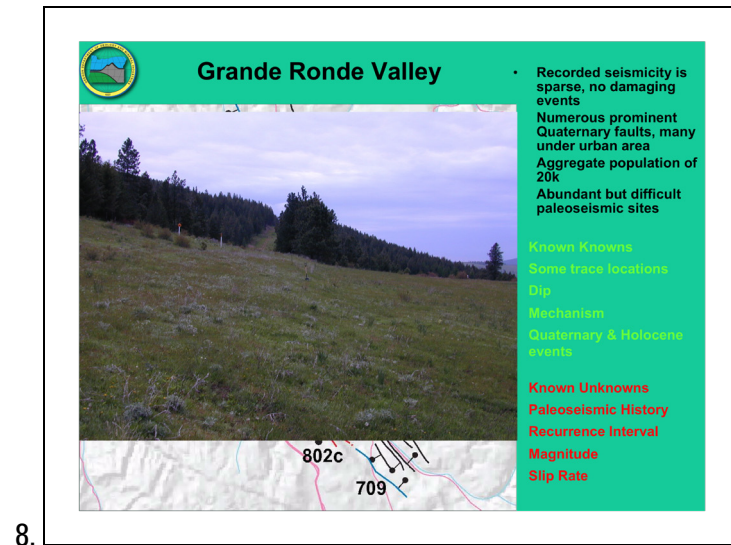 Grande Ronde Valley
• Recorded seismicity is
sparse, no damaging
events
Numerous prominent
Quaternary faults, many
under urban area
Aggregate population of
20k
Abundant but difficult
paleoseismic sites
Known Knowns
Some trace locations
Dip
Mechanism
Quaternary & Holocene
events
Known Unknowns
Paleoseismic History
Recurrence Interval
Magnitude
Slip Rate
802c
709
8.